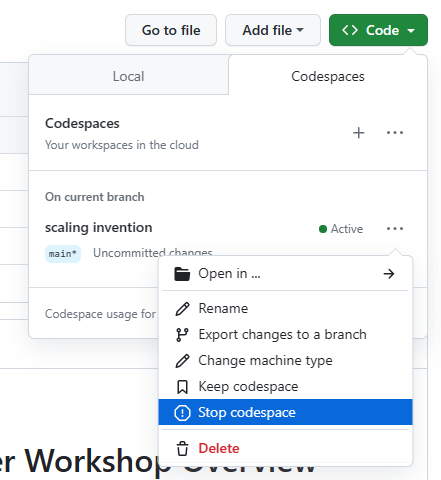 Go to file
Add file
Code
Local
Codespaces
Codespaces
Your workspaces in the cloud
On current branch
scaling invention
Active
main*
Uncommitted changes
Open in ...
Codespace usage for
Rename
Export changes to a branch
Change machine type
Keep codespace
Stop codespace
Delete
er Workshop Overview